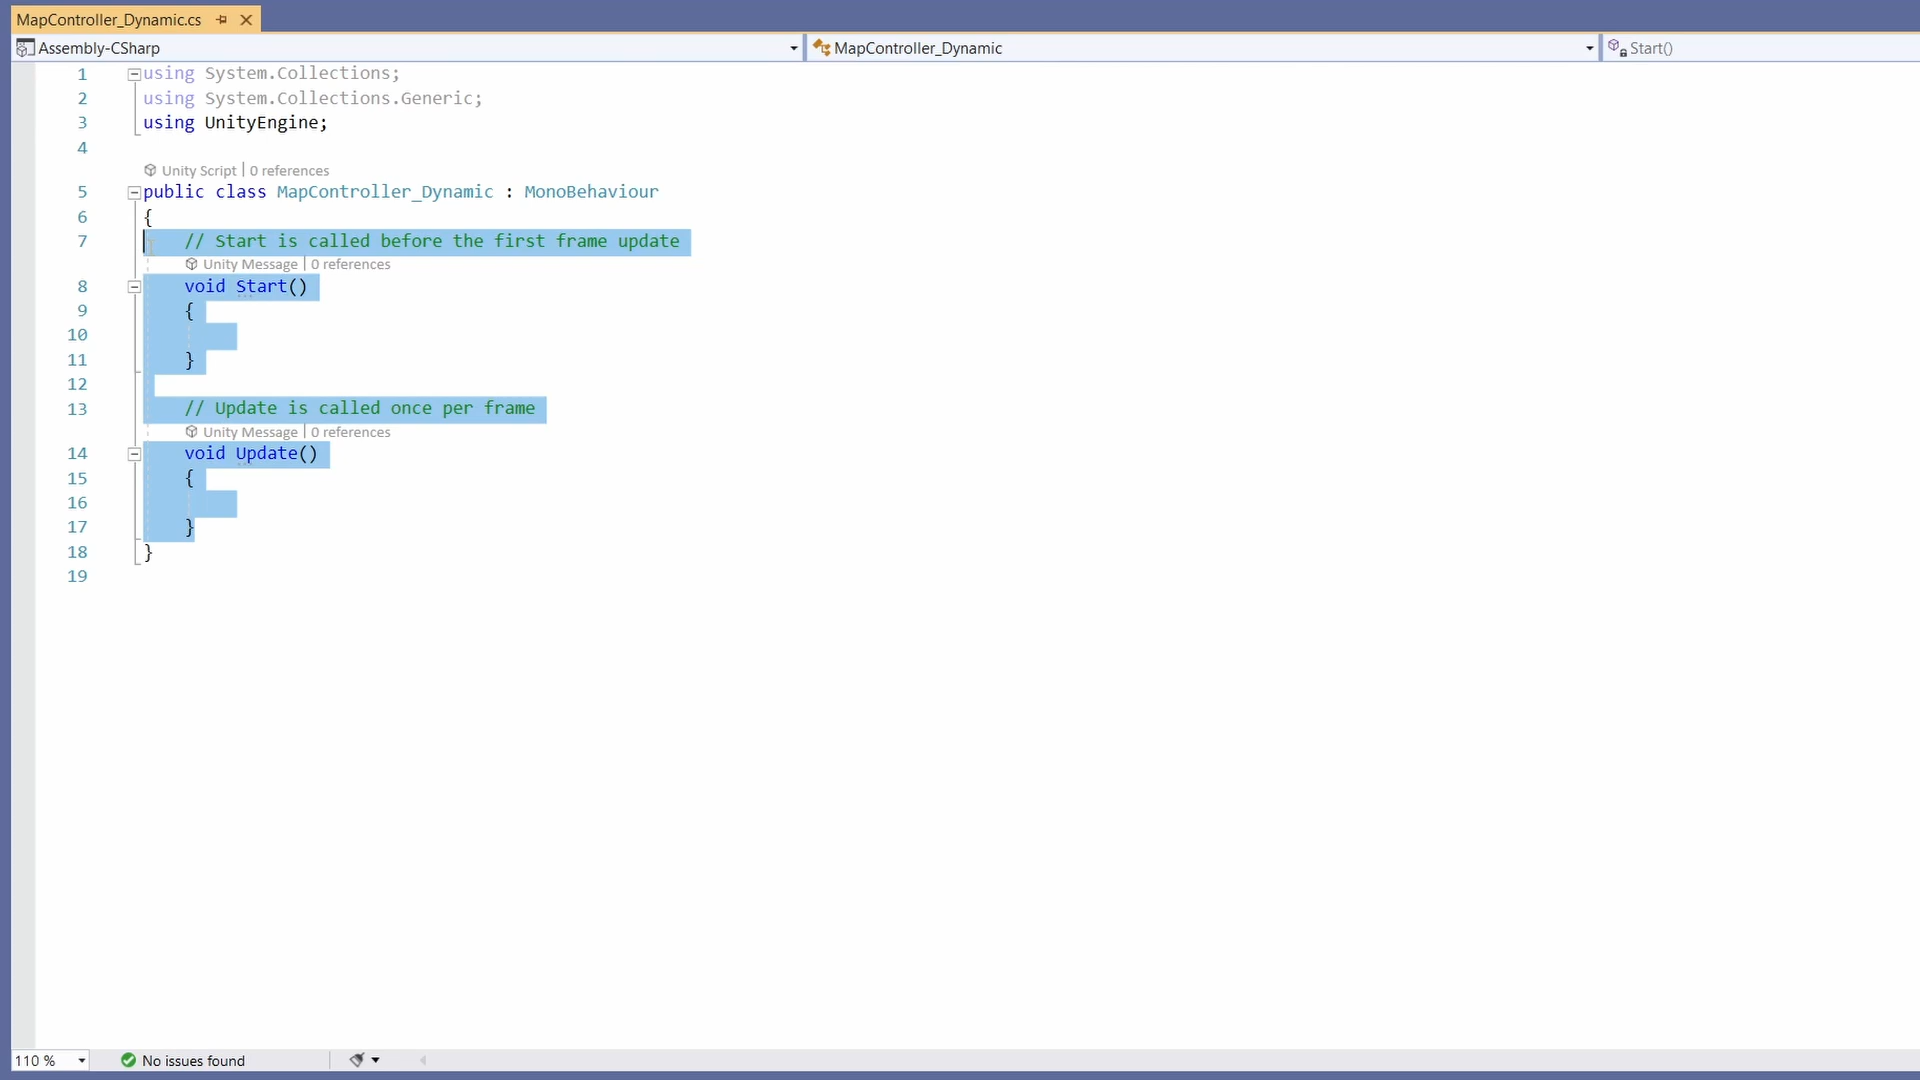 MapController_Dynamic.cs
Assembly-CSharp MapController_Dynamic Start()
1 using System.Collections;
2 using System.Collections.Generic;
3 using UnityEngine;
4
Unity Script | 0 references
5 public class MapController_Dynamic : MonoBehaviour
6 {
7 // Start is called before the first frame update
Unity Message | 0 references
8 void Start()
9 {
10
11 }
12
13 // Update is called once per frame
Unity Message | 0 references
14 void Update()
15 {
16
17 }
18 }
19
110 % No issues found